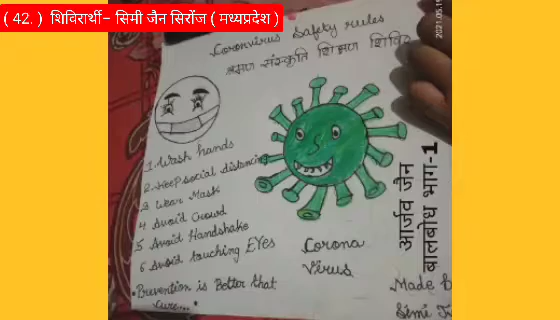 ( 42. ) शिविरार्थी– सिमी जैन सिरोंज ( मध्यप्रदेश )
Coronvirus Safety rules
श्रमण संस्कृति शिक्षण शिविर
1. Wash hands
2. Keep social distancing
3 Wear Mask
4 Avoid Crowd
5 Avoid Handshake
6 Avoid touching Eyes
• Prevention is Better that
cure...•
Corona
Virus
आर्जव जैन
बालबोध भाग-1
Made
Simi